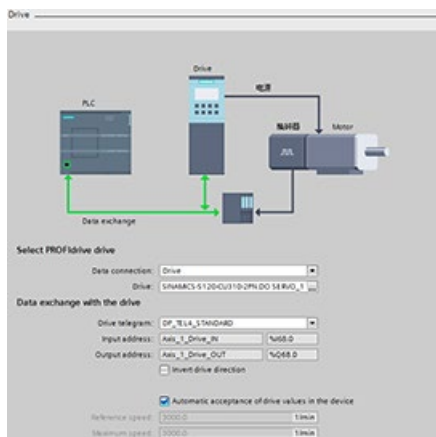 Drive
Drive
电源
PLC
编码器 Motor
Data exchange
Select PROFIdrive drive
Data connection: Drive
Drive: SINAMICS-S120-CU310-2PN.DO SERVO_1 ...
Data exchange with the drive
Drive telegram: DP_TEL4_STANDARD
Input address: Axis_1_Drive_IN %I68.0
Output address: Axis_1_Drive_OUT %Q68.0
Invert drive direction
Automatic acceptance of drive values in the device
Reference speed: 3000.0 1/min
Maximum speed: 3000.0 1/min